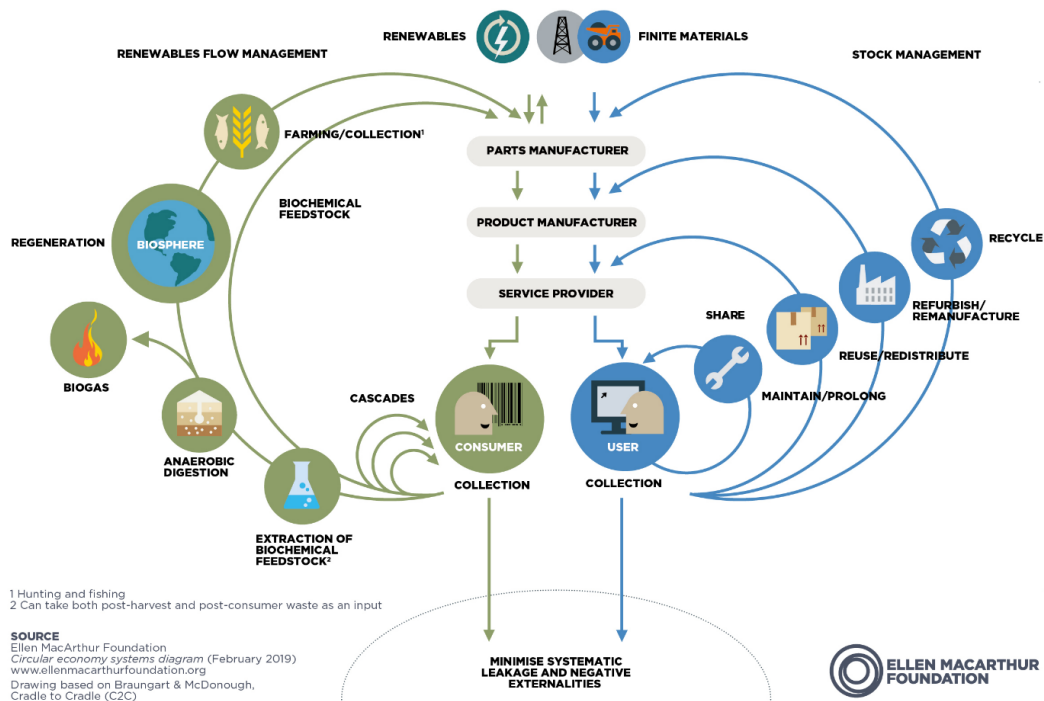 RENEWABLES
FINITE MATERIALS
RENEWABLES FLOW MANAGEMENT
STOCK MANAGEMENT
FARMING/COLLECTION¹
PARTS MANUFACTURER
BIOCHEMICAL
FEEDSTOCK
PRODUCT MANUFACTURER
REGENERATION
BIOSPHERE
RECYCLE
SERVICE PROVIDER
SHARE
REFURBISH/
REMANUFACTURE
REUSE/REDISTRIBUTE
BIOGAS
CASCADES
MAINTAIN/PROLONG
CONSUMER
USER
ANAEROBIC
DIGESTION
COLLECTION
COLLECTION
EXTRACTION OF
BIOCHEMICAL
FEEDSTOCK²
1 Hunting and fishing
2 Can take both post-harvest and post-consumer waste as an input
SOURCE
Ellen MacArthur Foundation
Circular economy systems diagram (February 2019)
www.ellenmacarthurfoundation.org
Drawing based on Braungart & McDonough,
Cradle to Cradle (C2C)
MINIMISE SYSTEMATIC
LEAKAGE AND NEGATIVE
EXTERNALITIES
ELLEN MACARTHUR
FOUNDATION